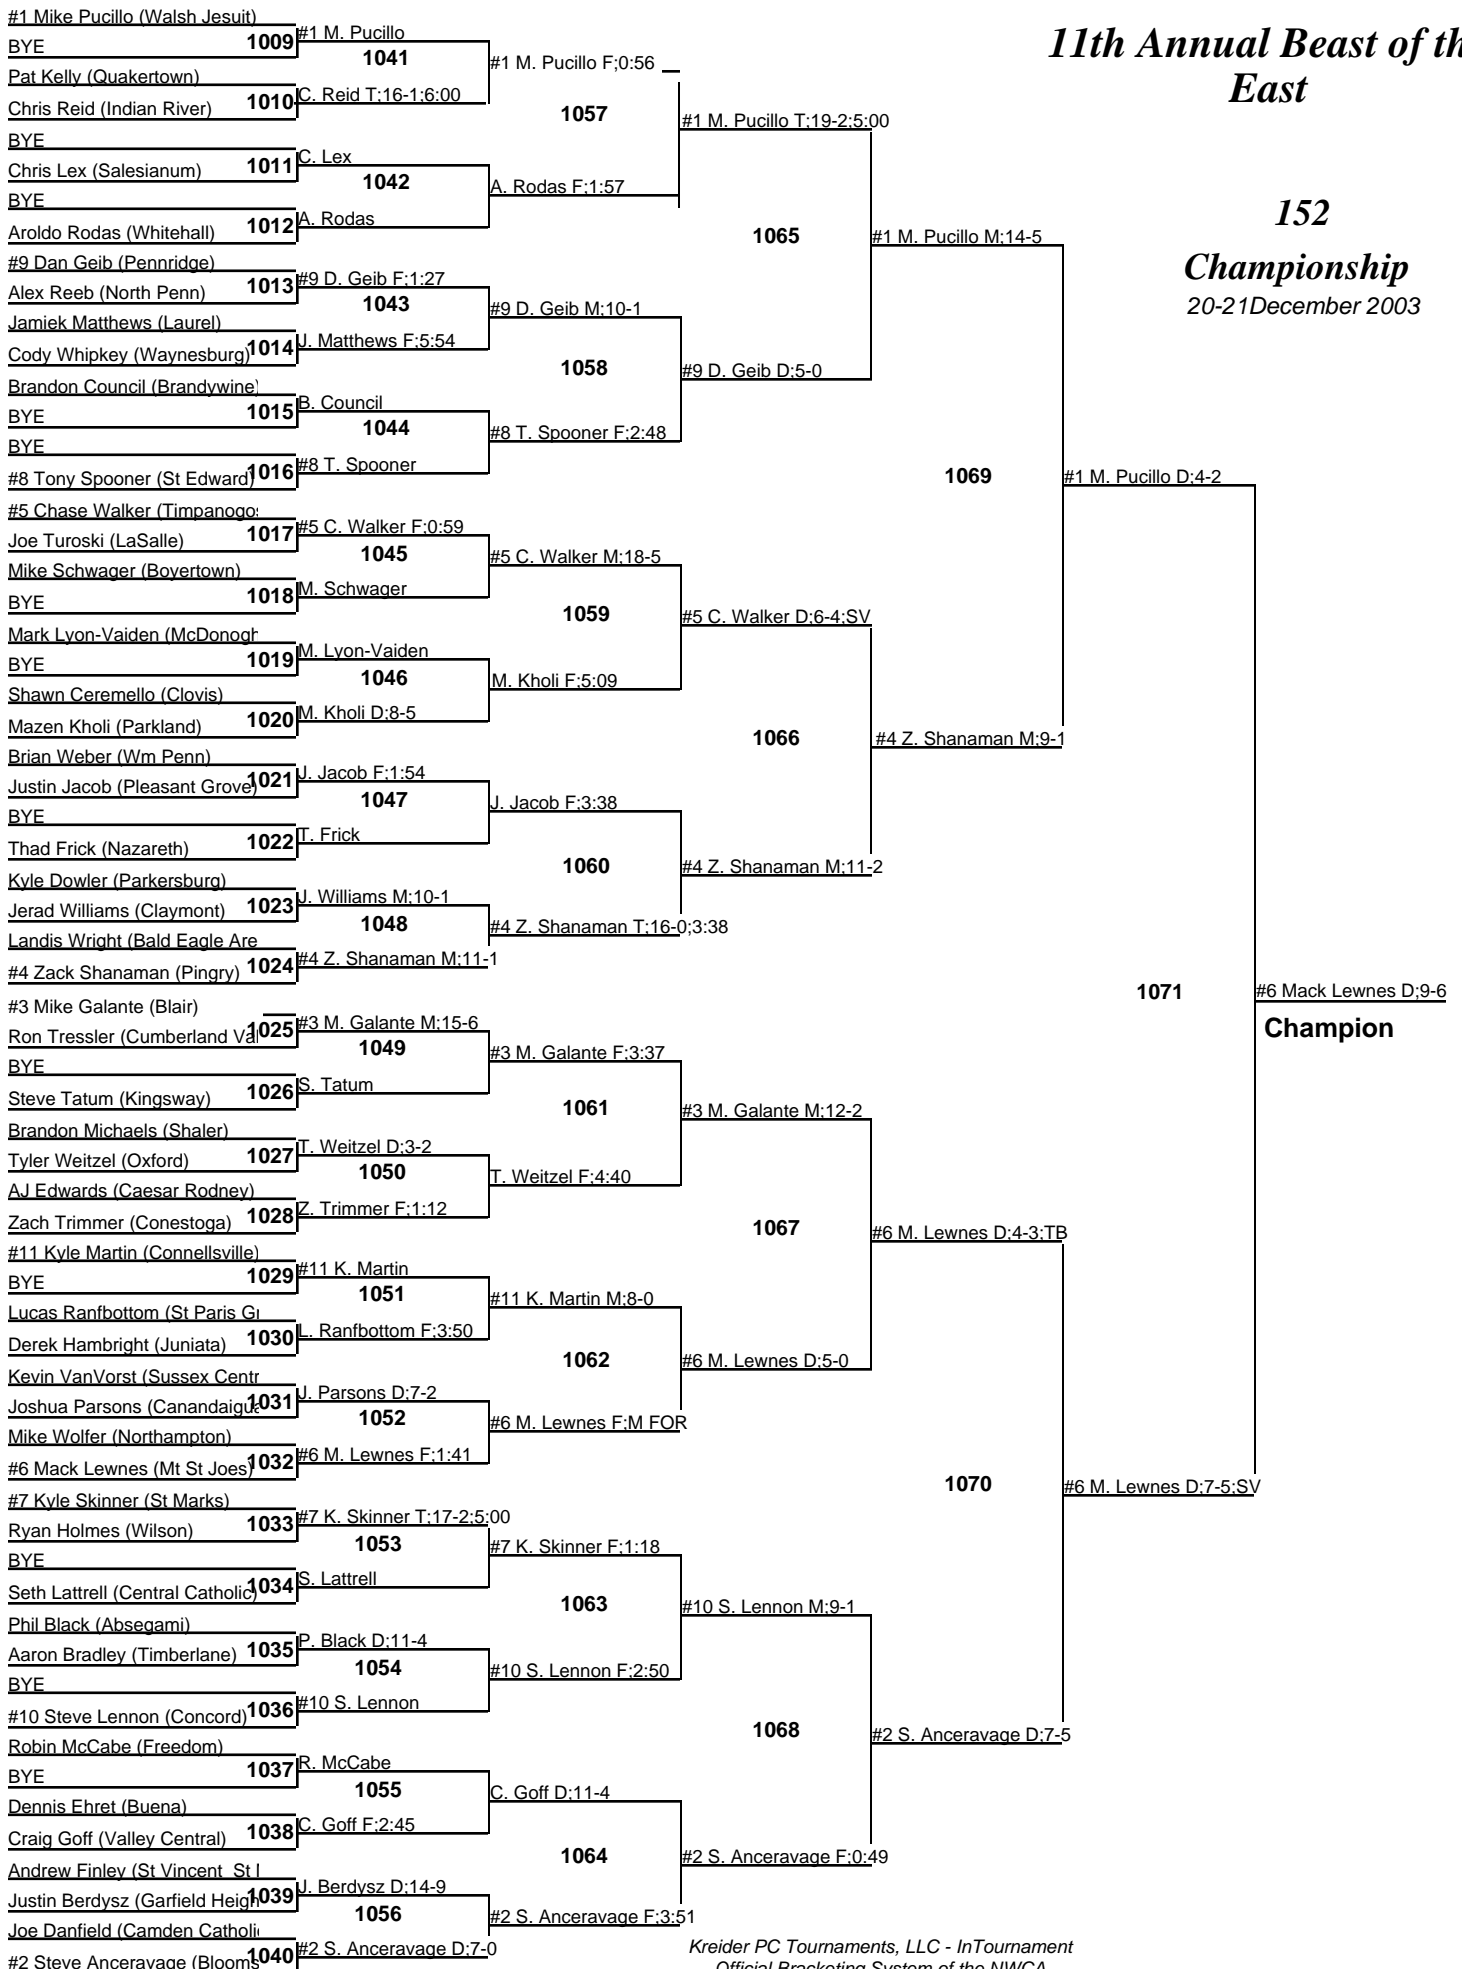 11th Annual Beast of th
East
152
Championship
20-21December 2003
#1 Mike Pucillo (Walsh Jesuit)
BYE
1009
Pat Kelly (Quakertown)
Chris Reid (Indian River)
1010
BYE
Chris Lex (Salesianum)
1011
BYE
Aroldo Rodas (Whitehall)
1012
#9 Dan Geib (Pennridge)
Alex Reeb (North Penn)
1013
Jamiek Matthews (Laurel)
Cody Whipkey (Waynesburg)
1014
Brandon Council (Brandywine)
BYE
1015
BYE
#8 Tony Spooner (St Edward)
1016
#5 Chase Walker (Timpanogo
Joe Turoski (LaSalle)
1017
Mike Schwager (Boyertown)
BYE
1018
Mark Lyon-Vaiden (McDonogh
BYE
1019
Shawn Ceremello (Clovis)
Mazen Kholi (Parkland)
1020
Brian Weber (Wm Penn)
Justin Jacob (Pleasant Grove)
1021
BYE
Thad Frick (Nazareth)
1022
Kyle Dowler (Parkersburg)
Jerad Williams (Claymont)
1023
Landis Wright (Bald Eagle Are
#4 Zack Shanaman (Pingry)
1024
#3 Mike Galante (Blair)
Ron Tressler (Cumberland Val
1025
BYE
Steve Tatum (Kingsway)
1026
Brandon Michaels (Shaler)
Tyler Weitzel (Oxford)
1027
AJ Edwards (Caesar Rodney)
Zach Trimmer (Conestoga)
1028
#11 Kyle Martin (Connellsville)
BYE
1029
Lucas Ranfbottom (St Paris Gr
Derek Hambright (Juniata)
1030
Kevin VanVorst (Sussex Centr
Joshua Parsons (Canandaigua
1031
Mike Wolfer (Northampton)
#6 Mack Lewnes (Mt St Joes)
1032
#7 Kyle Skinner (St Marks)
Ryan Holmes (Wilson)
1033
BYE
Seth Lattrell (Central Catholic)
1034
Phil Black (Absegami)
Aaron Bradley (Timberlane)
1035
BYE
#10 Steve Lennon (Concord)
1036
Robin McCabe (Freedom)
BYE
1037
Dennis Ehret (Buena)
Craig Goff (Valley Central)
1038
Andrew Finley (St Vincent St
Justin Berdysz (Garfield Heigh
1039
Joe Danfield (Camden Catholi
#2 Steve Anceravage (Blooms
1040
#1 M. Pucillo
1041
C. Reid T;16-1;6:00
C. Lex
1042
A. Rodas
#9 D. Geib F;1:27
1043
J. Matthews F;5:54
B. Council
1044
#8 T. Spooner
#5 C. Walker F;0:59
1045
M. Schwager
M. Lyon-Vaiden
1046
M. Kholi D;8-5
J. Jacob F;1:54
1047
T. Frick
J. Williams M;10-1
1048
#4 Z. Shanaman M;11-1
#3 M. Galante M;15-6
1049
S. Tatum
T. Weitzel D;3-2
1050
Z. Trimmer F;1:12
#11 K. Martin
1051
L. Ranfbottom F;3:50
J. Parsons D;7-2
1052
#6 M. Lewnes F;1:41
#7 K. Skinner T;17-2;5:00
1053
S. Lattrell
P. Black D;11-4
1054
#10 S. Lennon
R. McCabe
1055
C. Goff F;2:45
J. Berdysz D;14-9
1056
#2 S. Anceravage D;7-0
#1 M. Pucillo F;0:56
1057
A. Rodas F;1:57
#9 D. Geib M;10-1
1058
#8 T. Spooner F;2:48
#5 C. Walker M;18-5
1059
M. Kholi F;5:09
J. Jacob F;3:38
1060
#4 Z. Shanaman T;16-0;3:38
#3 M. Galante F;3:37
1061
T. Weitzel F;4:40
#11 K. Martin M;8-0
1062
#6 M. Lewnes F;M FOR
#7 K. Skinner F;1:18
1063
#10 S. Lennon F;2:50
C. Goff D;11-4
1064
#2 S. Anceravage F;3:51
#1 M. Pucillo T;19-2;5:00
1065
#9 D. Geib D;5-0
#5 C. Walker D;6-4;SV
1066
#4 Z. Shanaman M;11-2
#3 M. Galante M;12-2
1067
#6 M. Lewnes D;5-0
#10 S. Lennon M;9-1
1068
#2 S. Anceravage F;0:49
#1 M. Pucillo M;14-5
1069
#4 Z. Shanaman M;9-1
#6 M. Lewnes D;4-3;TB
1070
#2 S. Anceravage D;7-5
#1 M. Pucillo D;4-2
1071
#6 M. Lewnes D;7-5;SV
#6 Mack Lewnes D;9-6
Champion
Kreider PC Tournaments, LLC - InTournament
Official Bracketing System of the NWCA